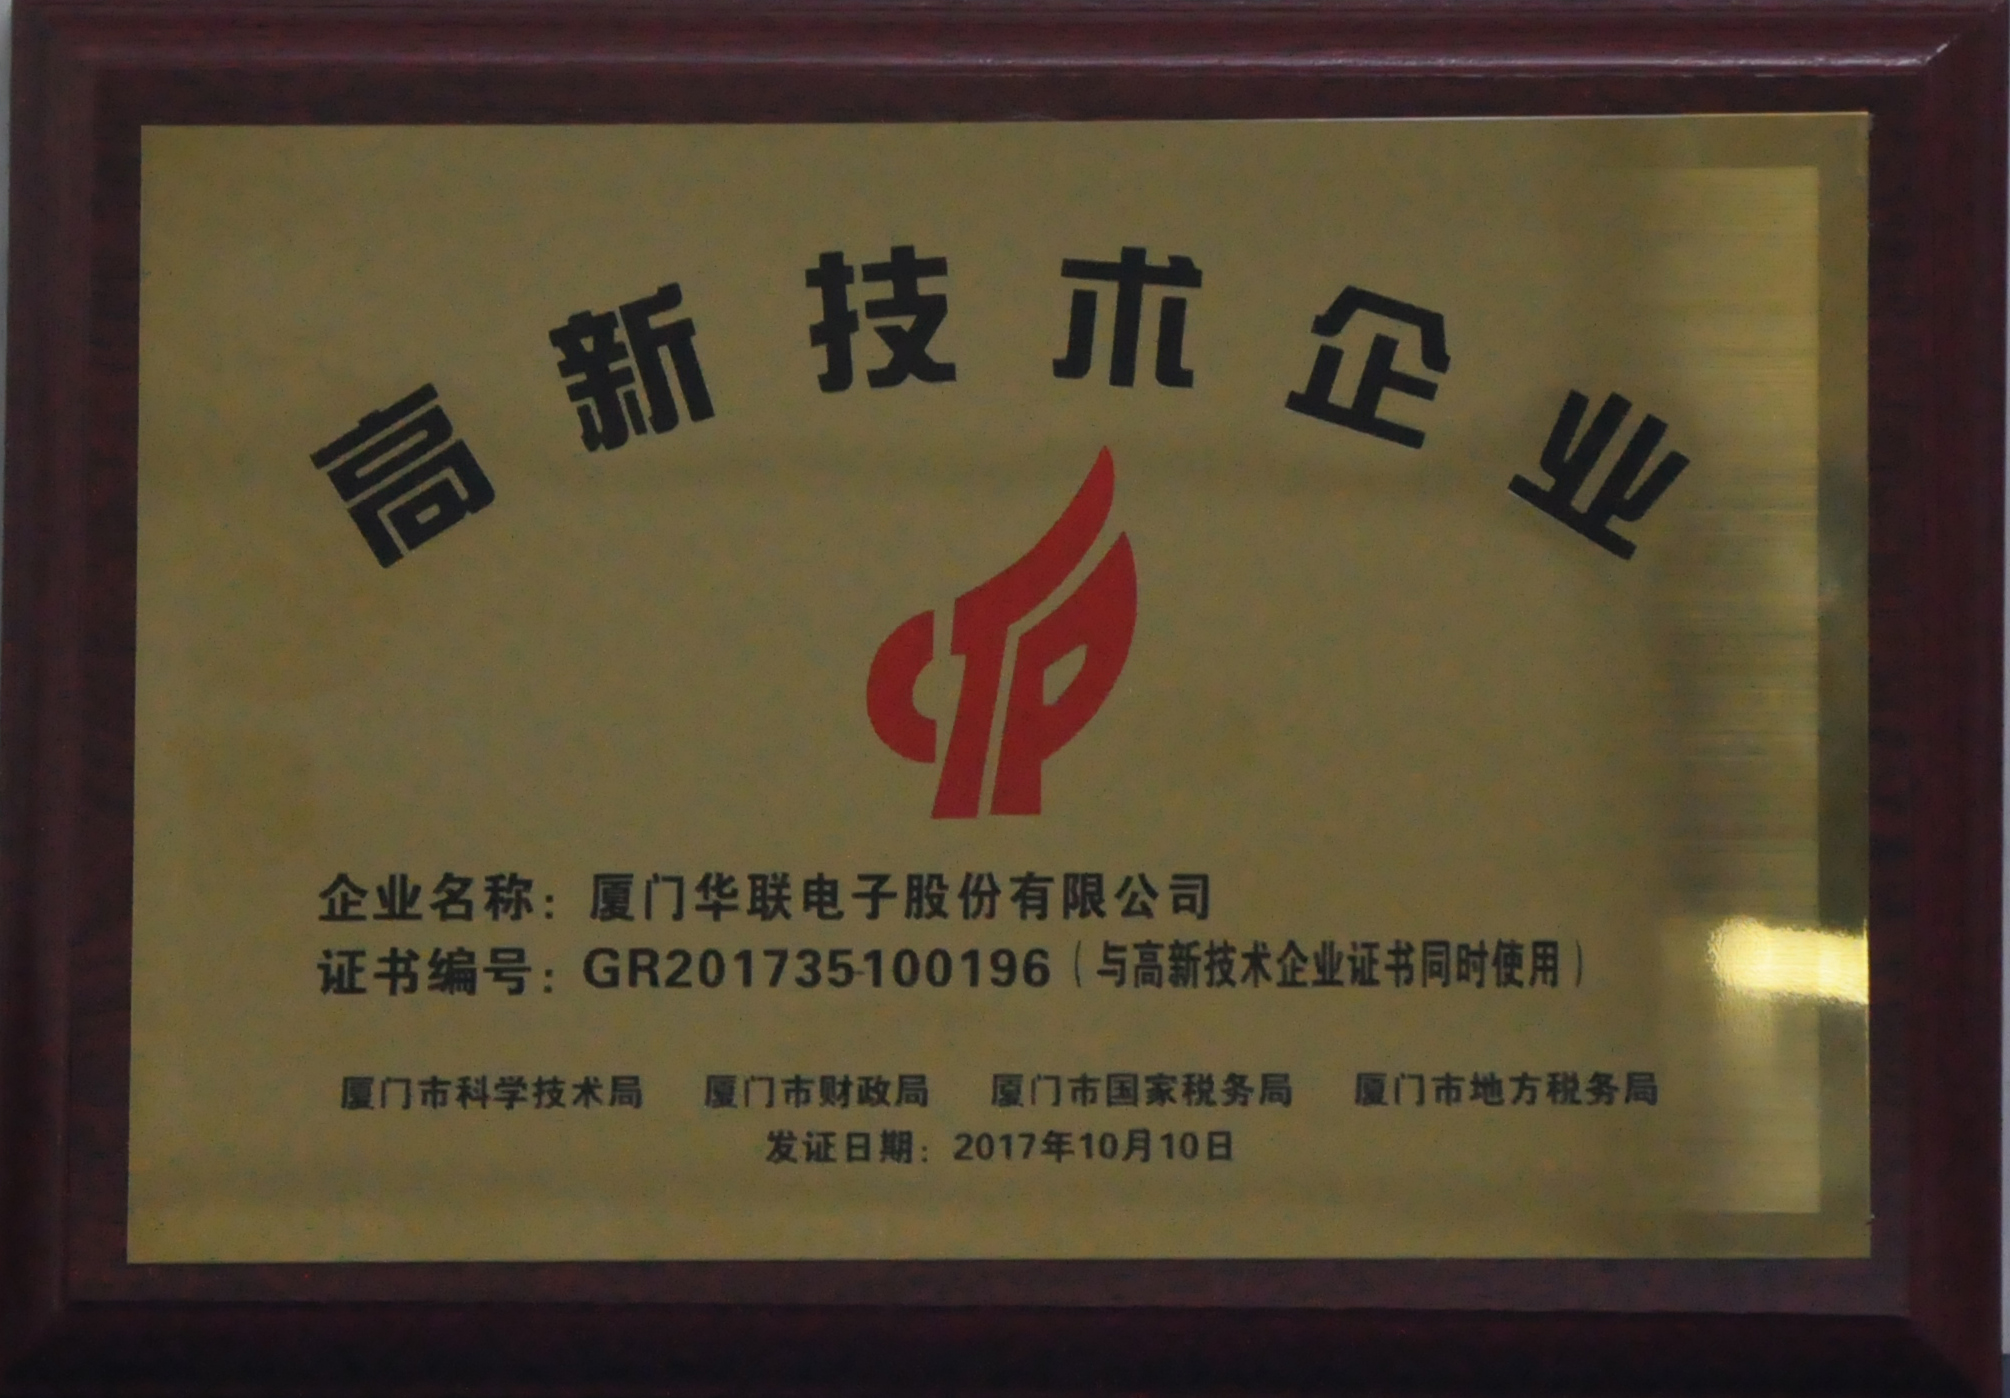 高新技术企业
企业名称：厦门华联电子股份有限公司
证书编号：GR201735100196（与高新技术企业证书同时使用）
厦门市科学技术局 厦门市财政局 厦门市国家税务局 厦门市地方税务局
发证日期：2017年10月10日